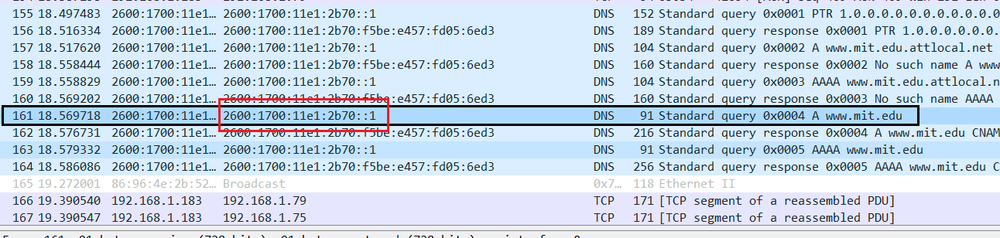 155 18.497483 2600:1700:11e1… 2600:1700:11e1:2b70::1 DNS 152 Standard query 0x0001 PTR 1.0.0.0.0.0.0.0.0.0.0
156 18.516334 2600:1700:11e1… 2600:1700:11e1:2b70:f5be:e457:fd05:6ed3 DNS 189 Standard query response 0x0001 PTR 1.0.0.0.0.0.
157 18.517620 2600:1700:11e1… 2600:1700:11e1:2b70::1 DNS 104 Standard query 0x0002 A www.mit.edu.attlocal.net
158 18.558444 2600:1700:11e1… 2600:1700:11e1:2b70:f5be:e457:fd05:6ed3 DNS 160 Standard query response 0x0002 No such name A www
159 18.558829 2600:1700:11e1… 2600:1700:11e1:2b70::1 DNS 104 Standard query 0x0003 AAAA www.mit.edu.attlocal.n
160 18.569202 2600:1700:11e1… 2600:1700:11e1:2b70:f5be:e457:fd05:6ed3 DNS 160 Standard query response 0x0003 No such name AAAA
161 18.569718 2600:1700:11e1… 2600:1700:11e1:2b70::1 DNS 91 Standard query 0x0004 A www.mit.edu
162 18.576731 2600:1700:11e1… 2600:1700:11e1:2b70:f5be:e457:fd05:6ed3 DNS 216 Standard query response 0x0004 A www.mit.edu CNAM
163 18.579332 2600:1700:11e1… 2600:1700:11e1:2b70::1 DNS 91 Standard query 0x0005 AAAA www.mit.edu
164 18.586086 2600:1700:11e1… 2600:1700:11e1:2b70:f5be:e457:fd05:6ed3 DNS 256 Standard query response 0x0005 AAAA www.mit.edu C
165 19.272001 86:96:4e:2b:52… Broadcast 0x7… 118 Ethernet II
166 19.390540 192.168.1.183 192.168.1.79 TCP 171 [TCP segment of a reassembled PDU]
167 19.390547 192.168.1.183 192.168.1.75 TCP 171 [TCP segment of a reassembled PDU]